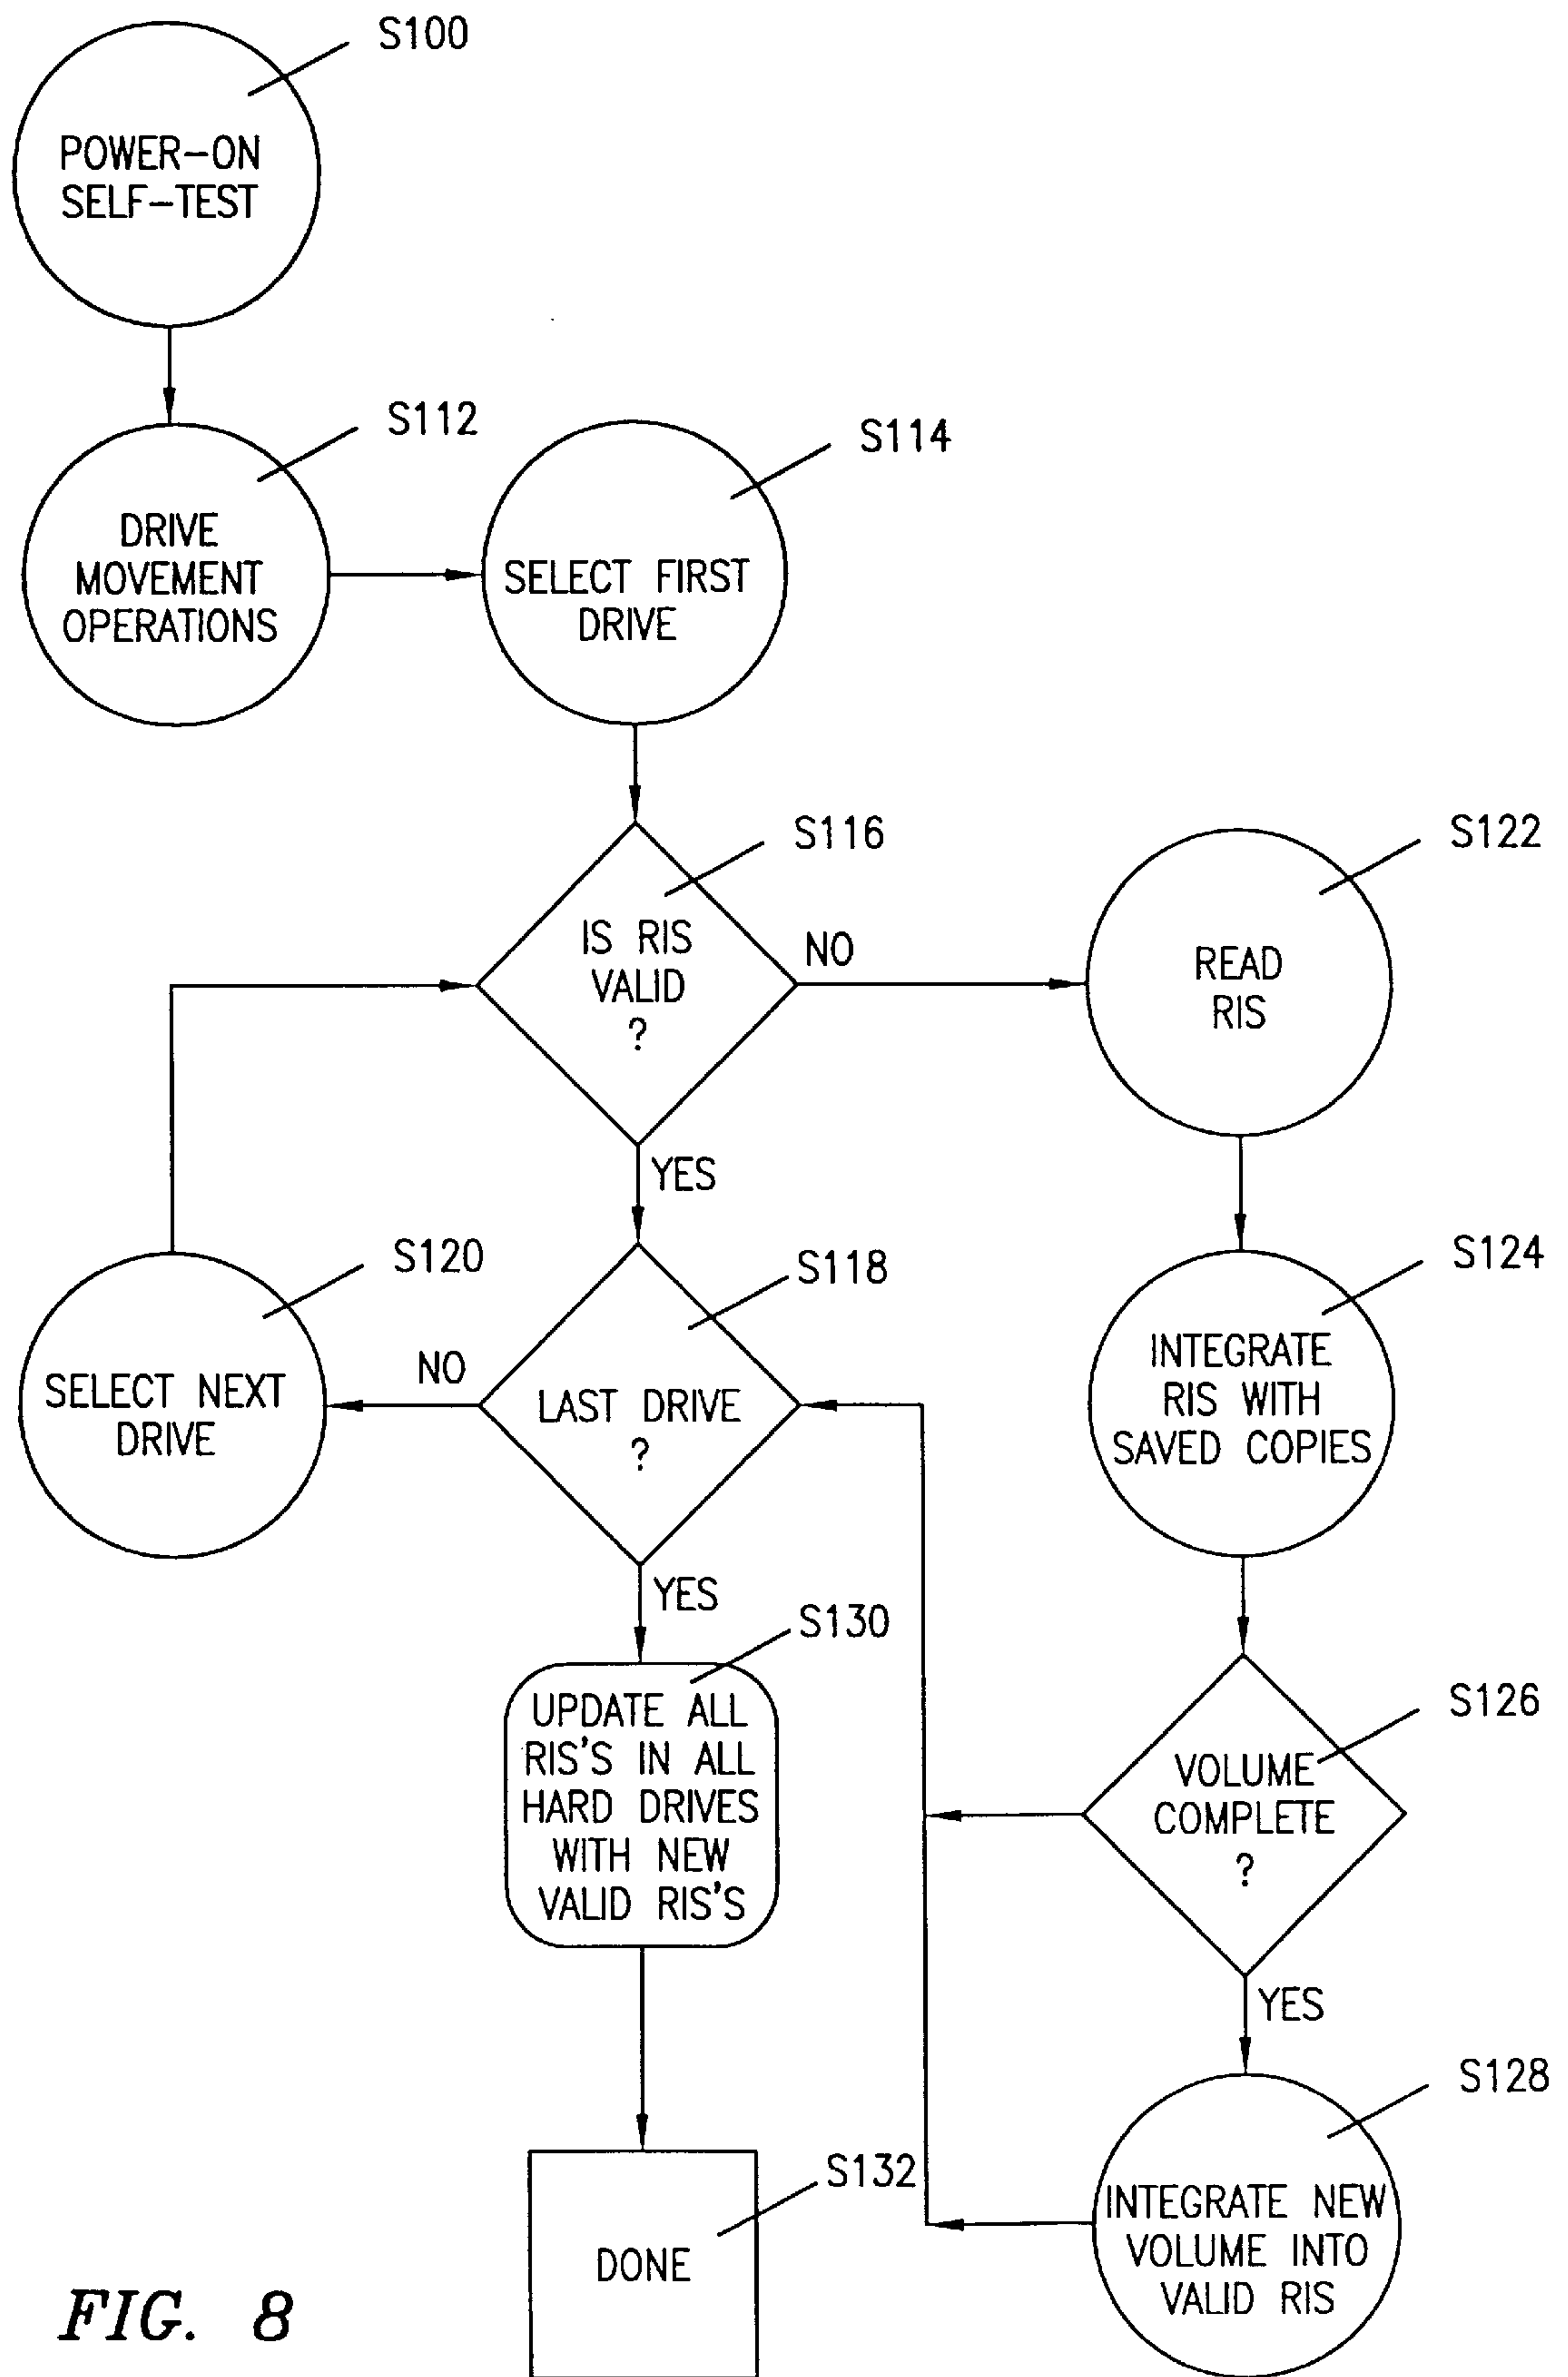 S100
POWER-ON
SELF-TEST
S112
DRIVE
MOVEMENT
OPERATIONS
S114
SELECT FIRST
DRIVE
S116
IS RIS
VALID
?
NO
YES
S122
READ
RIS
S120
SELECT NEXT
DRIVE
NO
S118
LAST DRIVE
?
YES
S124
INTEGRATE
RIS WITH
SAVED COPIES
S130
UPDATE ALL
RIS'S IN ALL
HARD DRIVES
WITH NEW
VALID RIS'S
S126
VOLUME
COMPLETE
?
YES
S128
INTEGRATE NEW
VOLUME INTO
VALID RIS
S132
DONE
FIG. 8